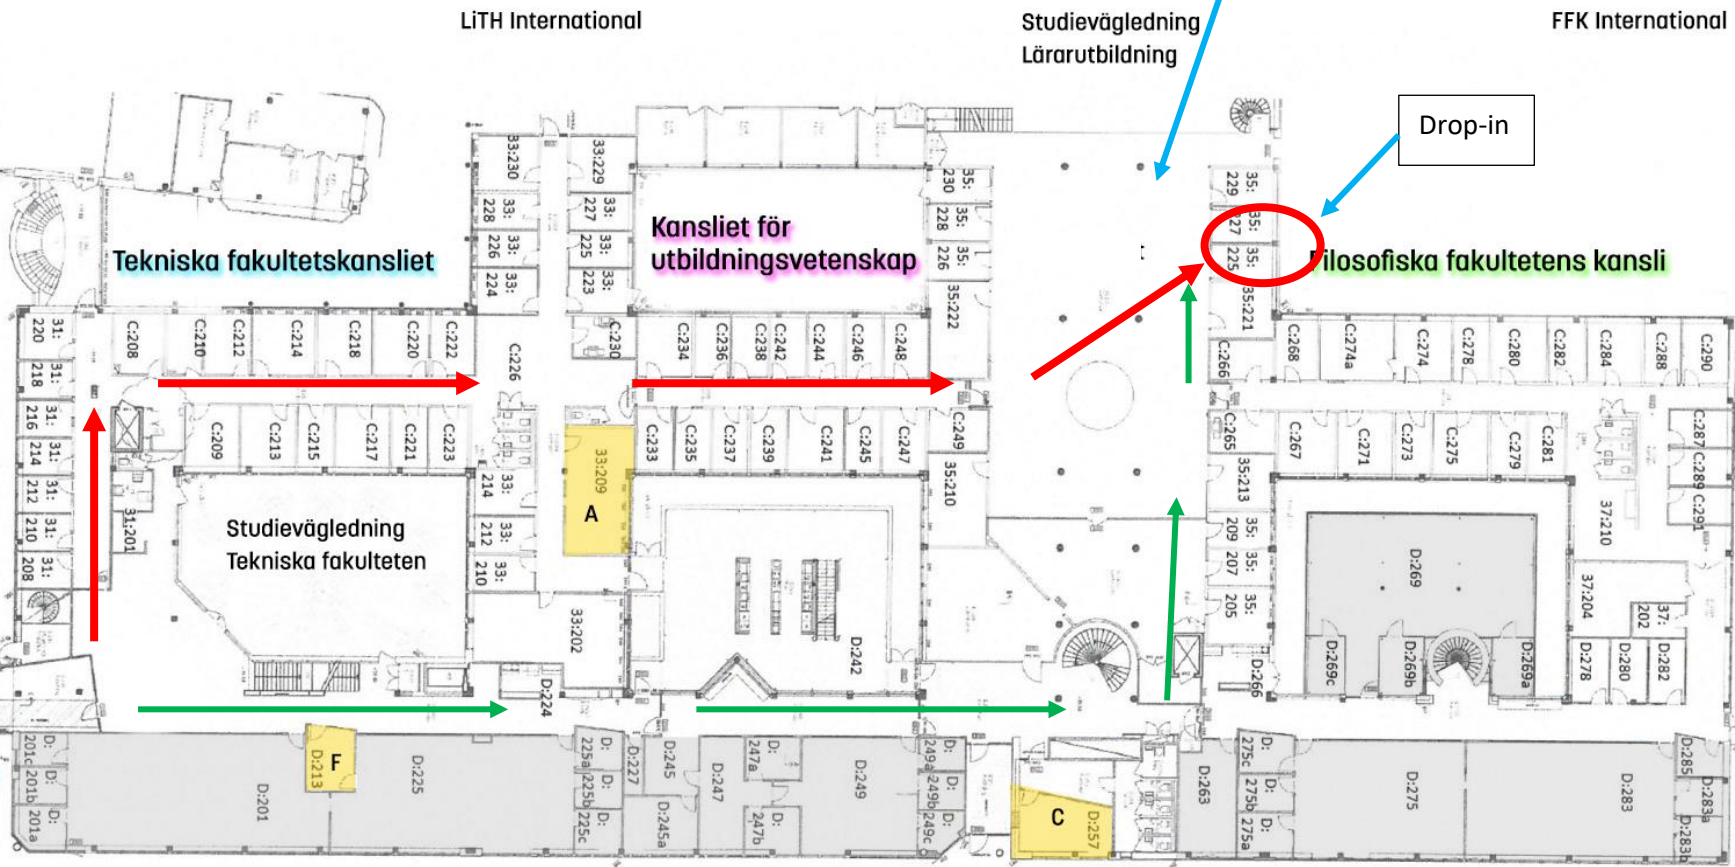 LiTH International
Studievägledning
Lärarutbildning
FFK International
Drop-in
Tekniska fakultetskansliet
Kansliet för
utbildningsvetenskap
Filosofiska fakultetens kansli
33:230
33:
228
33:
226
33:
224
33:229
33:
227
33:
225
33:
223
35:
230
35:
228
35:
226
35:222
35:
229
35:
227
35:
225
35:221
31:
220
31:
218
31:
216
31:
214
31:
212
31:
210
31:
208
C:208
C:210
C:212
C:214
C:218
C:220
C:222
C:226
C:230
C:234
C:236
C:238
C:242
C:244
C:246
C:248
C:266
C:268
C:274a
C:274
C:278
C:280
C:282
C:284
C:288
C:290
C:209
C:213
C:215
C:217
C:221
C:223
C:233
C:235
C:237
C:239
C:241
C:245
C:247
C:249
C:265
C:267
C:271
C:273
C:275
C:279
C:281
C:287
C:289
C:291
31:201
33:
214
33:
212
33:
210
33:209
A
33:202
35:210
35:213
35:
209
35:
207
35:
205
37:210
37:204
37:
202
Studievägledning
Tekniska fakulteten
D:224
D:242
D:266
D:269
D:269c
D:269b
D:269a
D:278
D:280
D:282
D:
201c
D:
201b
D:
201a
D:201
D:213
F
D:225
D:
225a
D:
225b
D:
225c
D:227
D:245
D:245a
D:247
D:
247a
D:
247b
D:249
D:
249a
D:
249b
D:
249c
C
D:257
D:263
D:
275c
D:
275b
D:
275a
D:275
D:283
D:285
D:
283a
D:
283